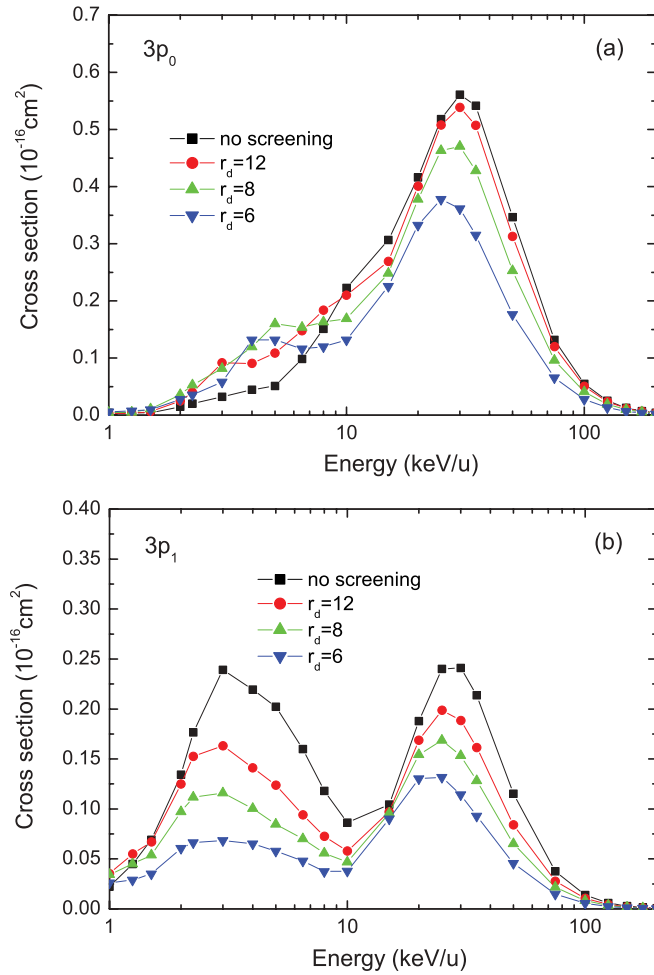 0.7
3p0 (a)
0.6
0.5
no screening
0.4
rd=12
rd=8
0.3
rd=6
0.2
0.1
0.0
1 10 100
Cross section (10-16cm2)
Energy (keV/u)
0.40
3p1 (b)
0.35
no screening
0.30
rd=12
rd=8
0.25
rd=6
0.20
0.15
0.10
0.05
0.00
1 10 100
Cross section (10-16cm2)
Energy (keV/u)